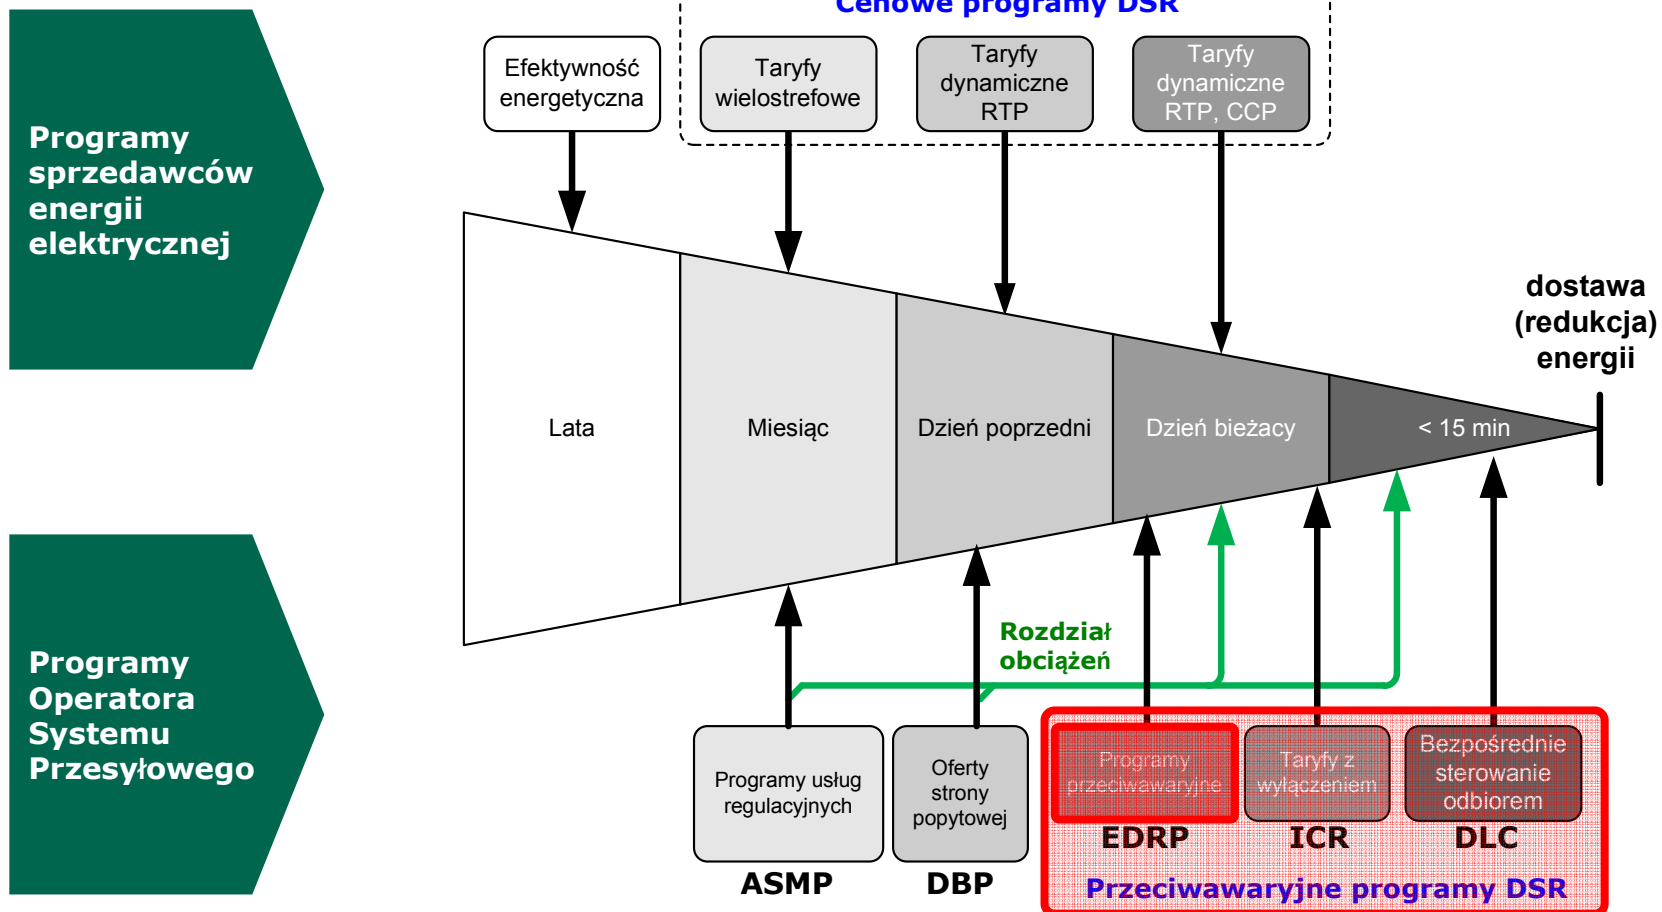 Cenowe programy DSR
Programy
sprzedawców
energii
elektrycznej
Efektywność
energetyczna
Taryfy
wielostrefowe
Taryfy
dynamiczne
RTP
Taryfy
dynamiczne
RTP, CCP
dostawa
(redukcja)
energii
Lata
Miesiąc
Dzień poprzedni
Dzień bieżacy
< 15 min
Rozdział
obciążeń
Programy
Operatora
Systemu
Przesyłowego
Programy usług
regulacyjnych
ASMP
Oferty
strony
popytowej
DBP
Programy
przeciwawaryjne
EDRP
Taryfy z
wyłączeniem
ICR
Bezpośrednie
sterowanie
odbiorem
DLC
Przeciwawaryjne programy DSR